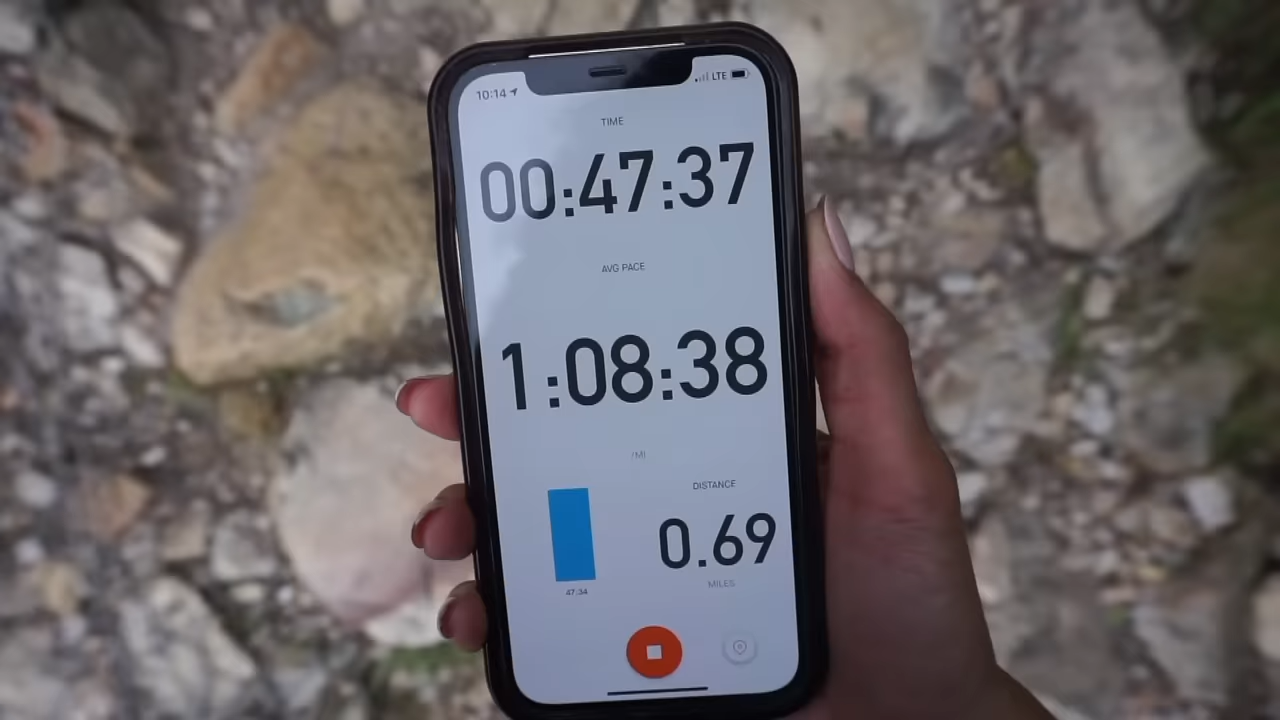 10:14 LTE
TIME
00:47:37
AVG PACE
1:08:38
/MI
DISTANCE
0.69
MILES
47:34